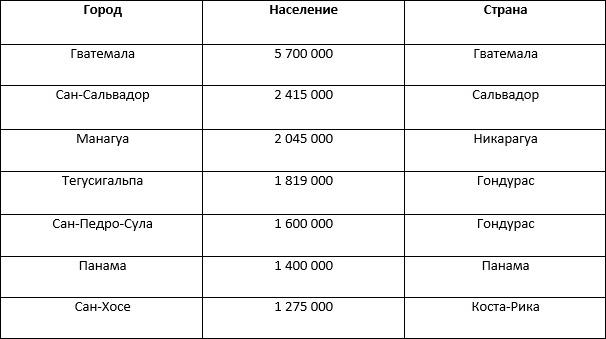 Город Население Страна
Гватемала 5 700 000 Гватемала
Сан-Сальвадор 2 415 000 Сальвадор
Манагуа 2 045 000 Никарагуа
Тегусигальпа 1 819 000 Гондурас
Сан-Педро-Сула 1 600 000 Гондурас
Панама 1 400 000 Панама
Сан-Хосе 1 275 000 Коста-Рика